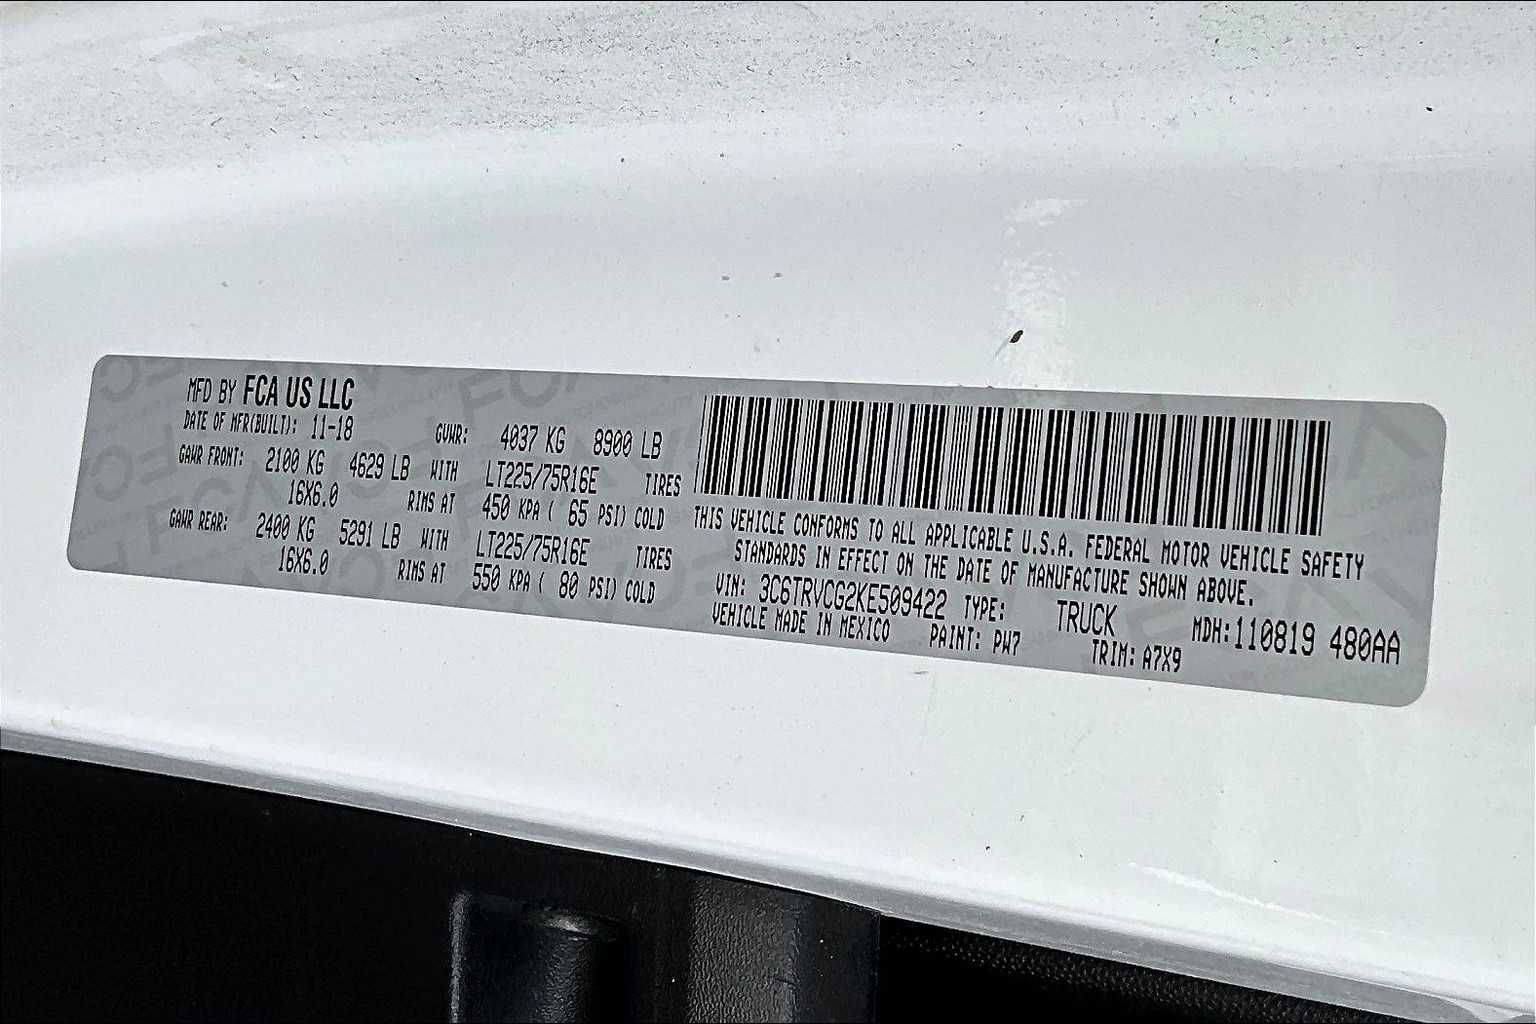 MFD BY FCA US LLC
DATE OF MFR(BUILT): 11-18 GVWR: 4037 KG 8900 LB
GAWR FRONT: 2100 KG 4629 LB WITH LT225/75R16E TIRES
16X6.0 RIMS AT 450 KPA ( 65 PSI) COLD
GAWR REAR: 2400 KG 5291 LB WITH LT225/75R16E TIRES
16X6.0 RIMS AT 550 KPA ( 80 PSI) COLD
THIS VEHICLE CONFORMS TO ALL APPLICABLE U.S.A. FEDERAL MOTOR VEHICLE SAFETY
STANDARDS IN EFFECT ON THE DATE OF MANUFACTURE SHOWN ABOVE.
VIN: 3C6TRVCG2KE509422 TYPE: TRUCK MDH:110819 480AA
VEHICLE MADE IN MEXICO PAINT: PW7 TRIM: A7X9